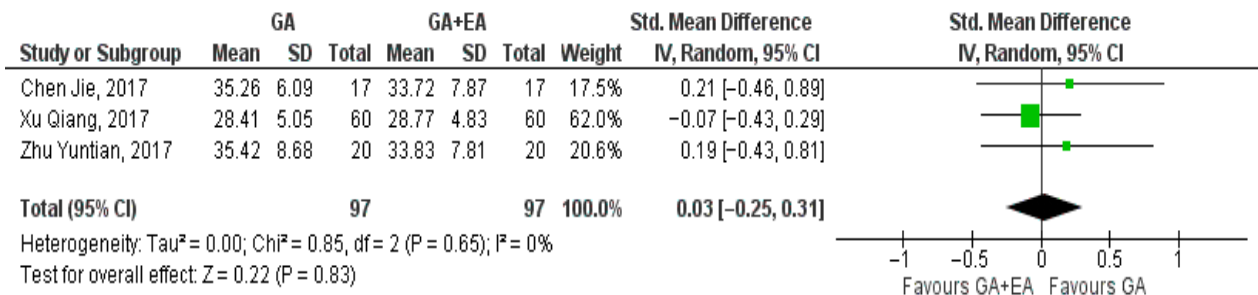 GA GA+EA Std. Mean Difference Std. Mean Difference
Study or Subgroup Mean SD Total Mean SD Total Weight IV, Random, 95% CI IV, Random, 95% CI
Chen Jie, 2017 35.26 6.09 17 33.72 7.87 17 17.5% 0.21 [−0.46, 0.89]
Xu Qiang, 2017 28.41 5.05 60 28.77 4.83 60 62.0% −0.07 [−0.43, 0.29]
Zhu Yuntian, 2017 35.42 8.68 20 33.83 7.81 20 20.6% 0.19 [−0.43, 0.81]
Total (95% CI) 97 97 100.0% 0.03 [−0.25, 0.31]
Heterogeneity: Tau² = 0.00; Chi² = 0.85, df = 2 (P = 0.65); I² = 0%
Test for overall effect: Z = 0.22 (P = 0.83)
−1 −0.5 0 0.5 1
Favours GA+EA Favours GA